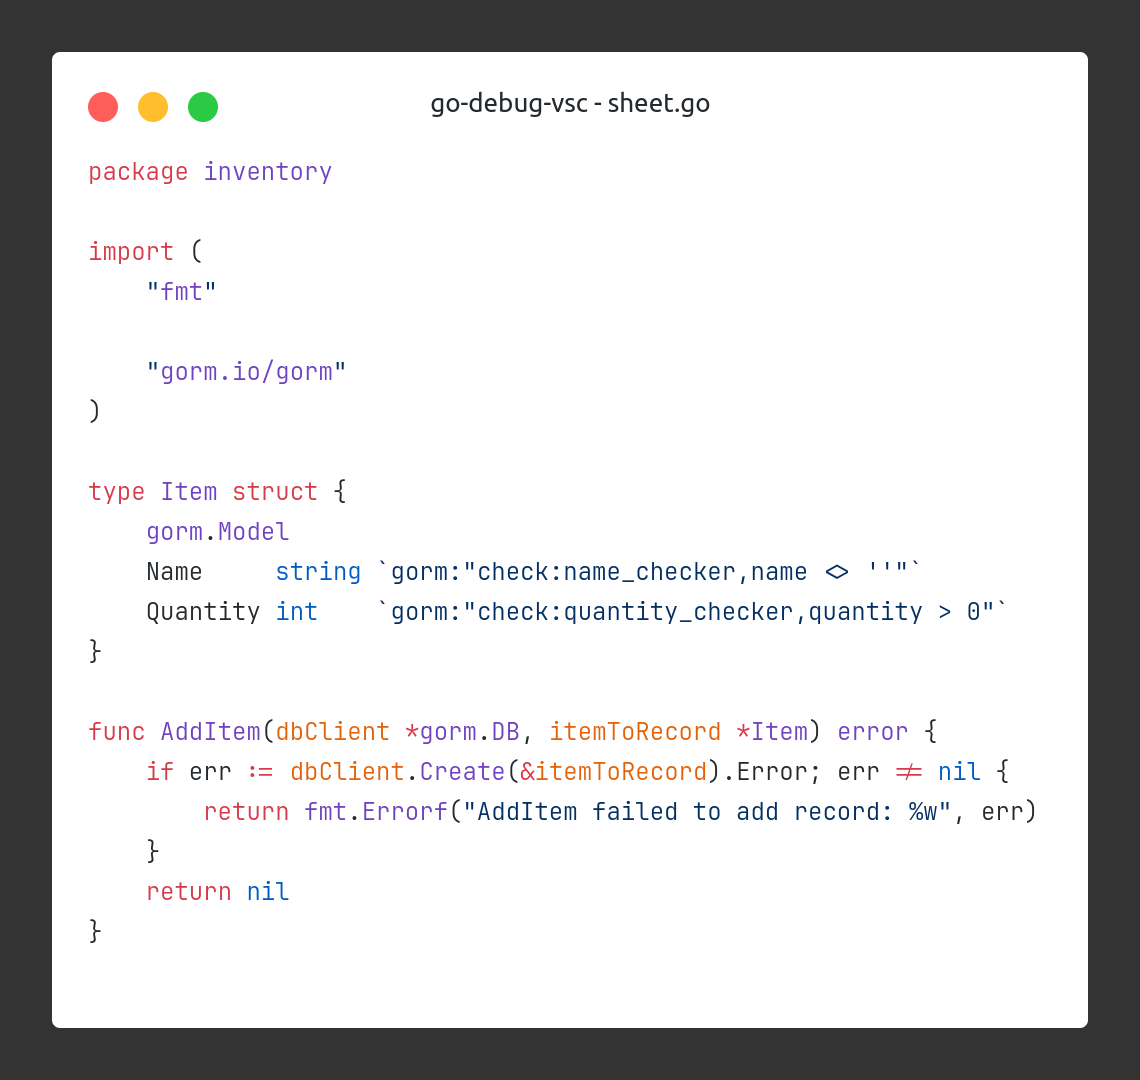 go-debug-vsc - sheet.go
package inventory
import (
    "fmt"
    "gorm.io/gorm"
)
type Item struct {
    gorm.Model
    Name     string `gorm:"check:name_checker,name <> ''"`
    Quantity int    `gorm:"check:quantity_checker,quantity > 0"`
}
func AddItem(dbClient *gorm.DB, itemToRecord *Item) error {
    if err := dbClient.Create(&itemToRecord).Error; err != nil {
        return fmt.Errorf("AddItem failed to add record: %w", err)
    }
    return nil
}